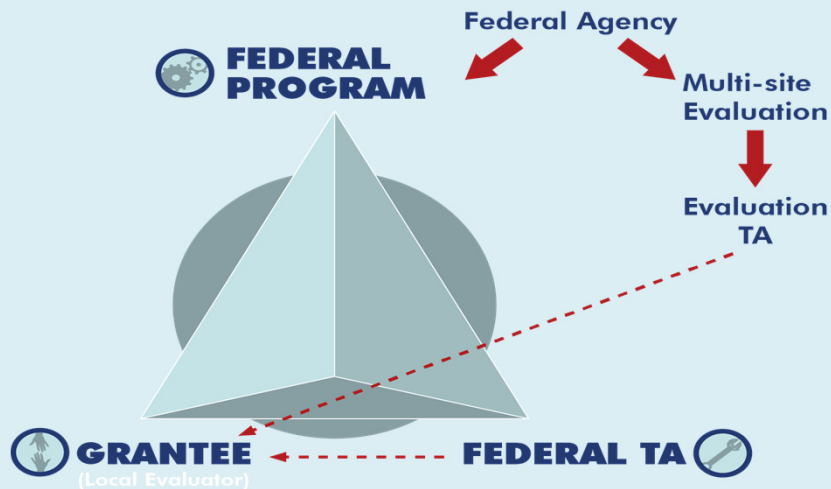 Federal Agency
FEDERAL
PROGRAM
Multi-site
Evaluation
Evaluation
TA
GRANTEE
(Local Evaluator)
FEDERAL TA